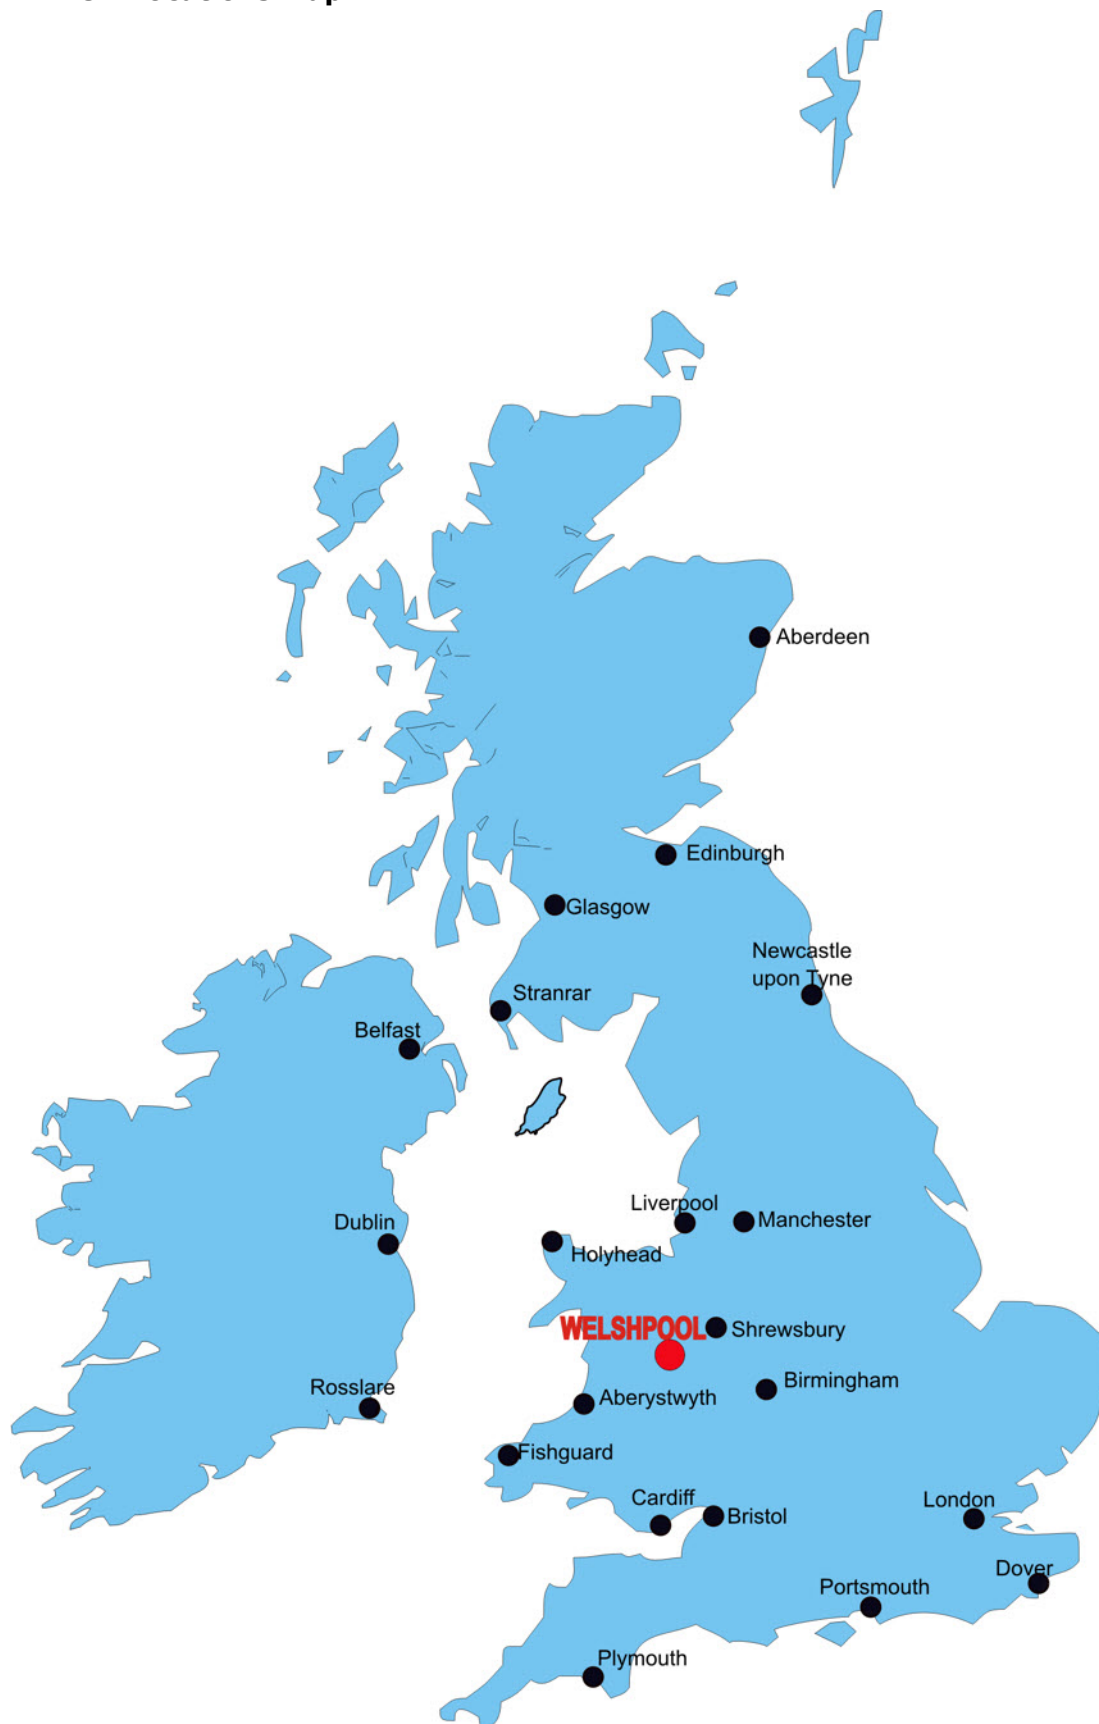 Aberdeen
Edinburgh
Glasgow
Newcastle
upon Tyne
Stranrar
Belfast
Liverpool
Manchester
Dublin
Holyhead
WELSHPOOL
Shrewsbury
Rosslare
Birmingham
Aberystwyth
Fishguard
Cardiff
Bristol
London
Dover
Portsmouth
Plymouth